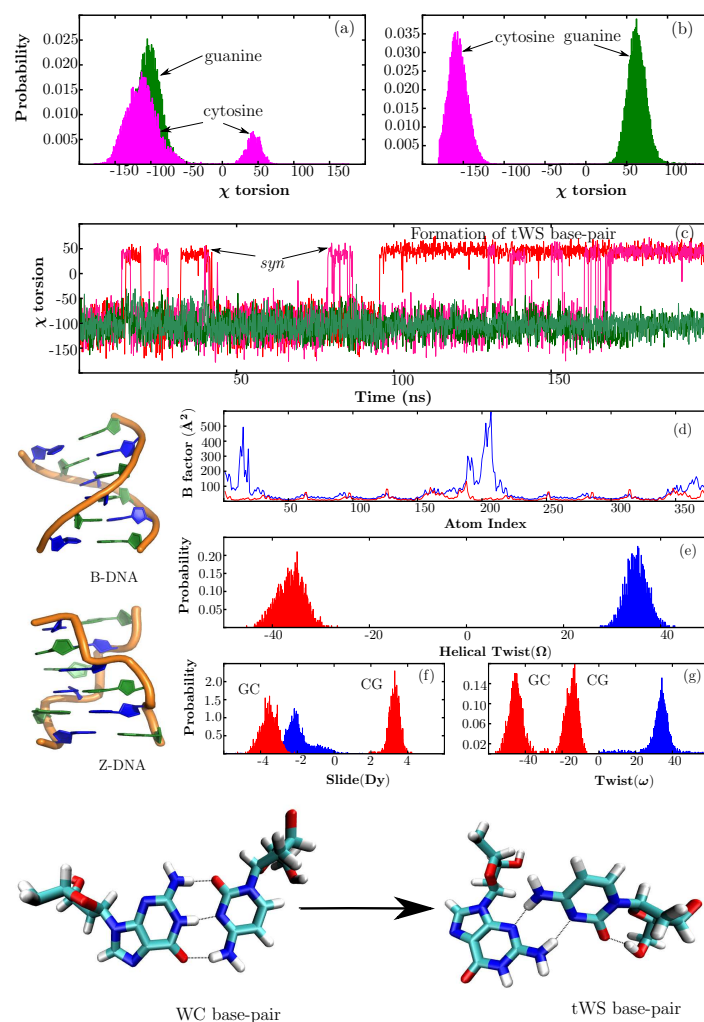 (a)
Probability
0.025
0.020
0.015
0.010
0.005
guanine
cytosine
-150 -100 -50 0 50 100 150
χ torsion
(b)
0.035
0.030
0.025
0.020
0.015
0.010
0.005
cytosine guanine
-150 -100 -50 0 50 100
χ torsion
Formation of tWS base-pair (c)
χ torsion
50
0
-50
-100
-150
syn
50 100 150
Time (ns)
B-DNA
Z-DNA
(d)
B factor (Å²)
500
400
300
200
100
50 100 150 200 250 300 350
Atom Index
(e)
Probability
0.20
0.15
0.10
0.05
-40 -20 0 20 40
Helical Twist(Ω)
(f)
Probability
2.0
1.5
1.0
0.5
GC CG
-4 -2 0 2 4
Slide(Dy)
(g)
0.14
0.10
0.06
0.02
GC CG
-40 -20 0 20 40
Twist(ω)
WC base-pair
tWS base-pair